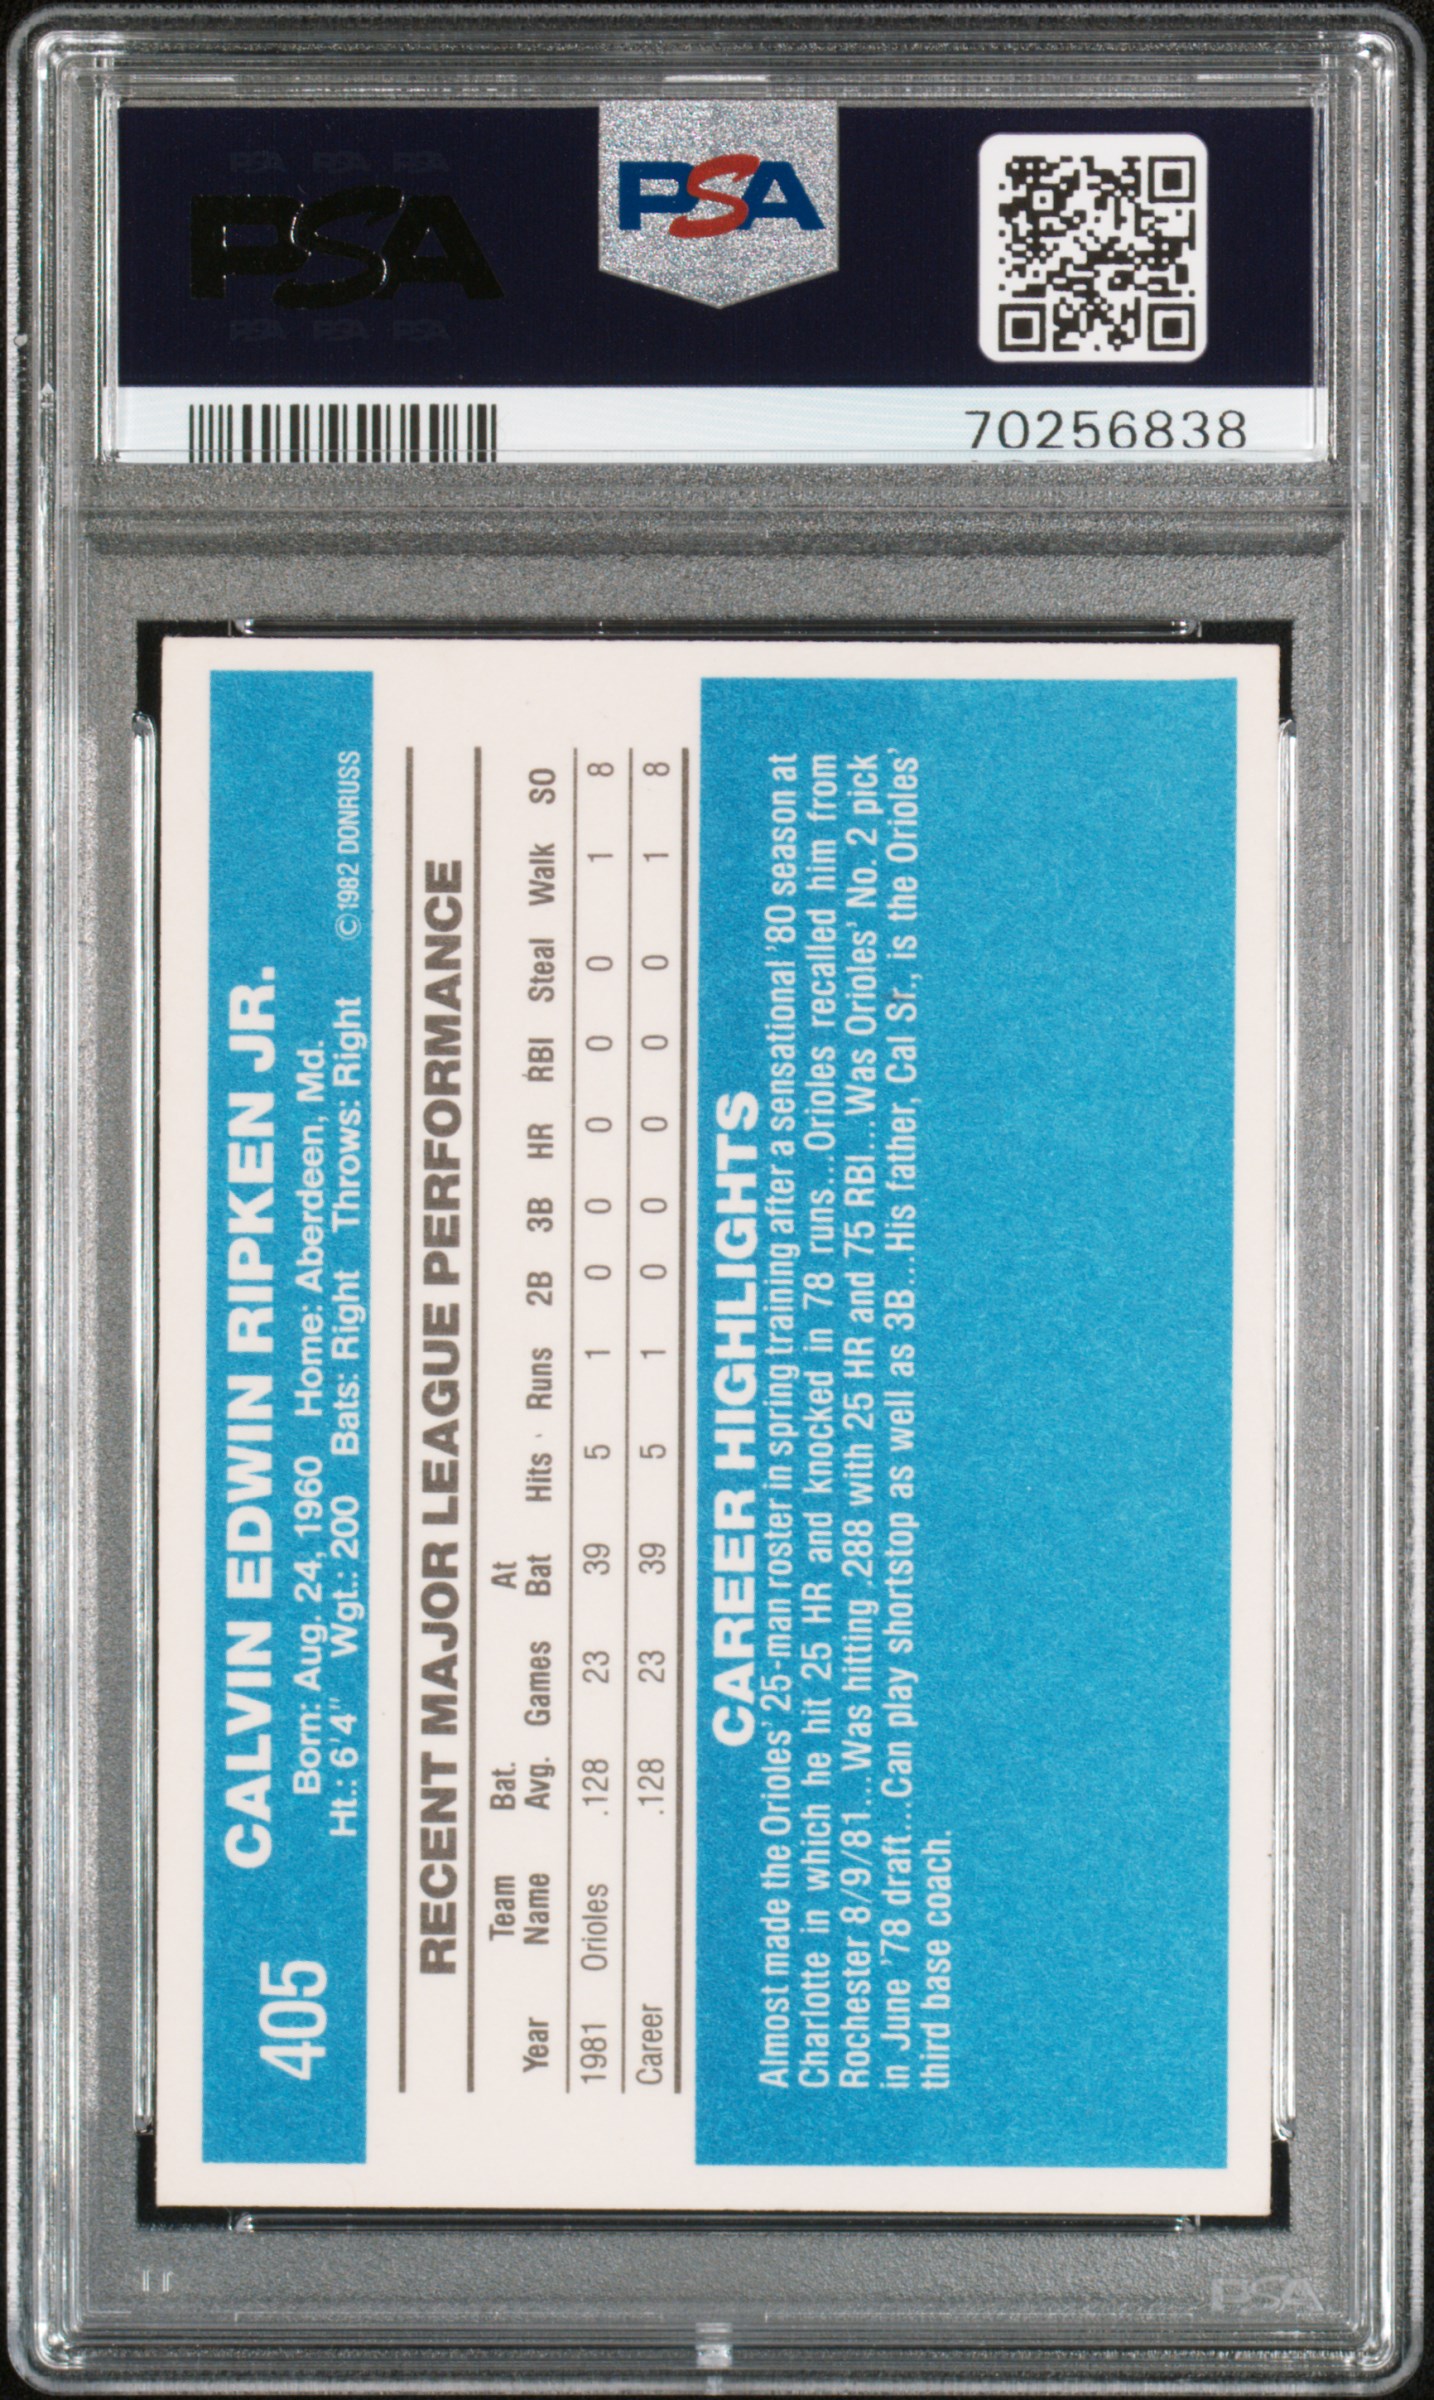 PSA PSA PSA
PSA
PSA PSA PSA
PSA
70256838
405
CALVIN EDWIN RIPKEN JR.
Born: Aug. 24, 1960 Home: Aberdeen, Md.
Ht.: 6'4" Wgt.: 200 Bats: Right Throws: Right ©1982 DONRUSS
RECENT MAJOR LEAGUE PERFORMANCE
Team Bat. At
Year Name Avg. Games Bat Hits Runs 2B 3B HR RBI Steal Walk SO
1981 Orioles .128 23 39 5 1 0 0 0 0 0 1 8
Career .128 23 39 5 1 0 0 0 0 0 1 8
CAREER HIGHLIGHTS
Almost made the Orioles' 25-man roster in spring training after a sensational '80 season at
Charlotte in which he hit 25 HR and knocked in 78 runs...Orioles recalled him from
Rochester 8/9/81...Was hitting .288 with 25 HR and 75 RBI...Was Orioles' No. 2 pick
in June '78 draft...Can play shortstop as well as 3B...His father, Cal Sr., is the Orioles'
third base coach.
PSA